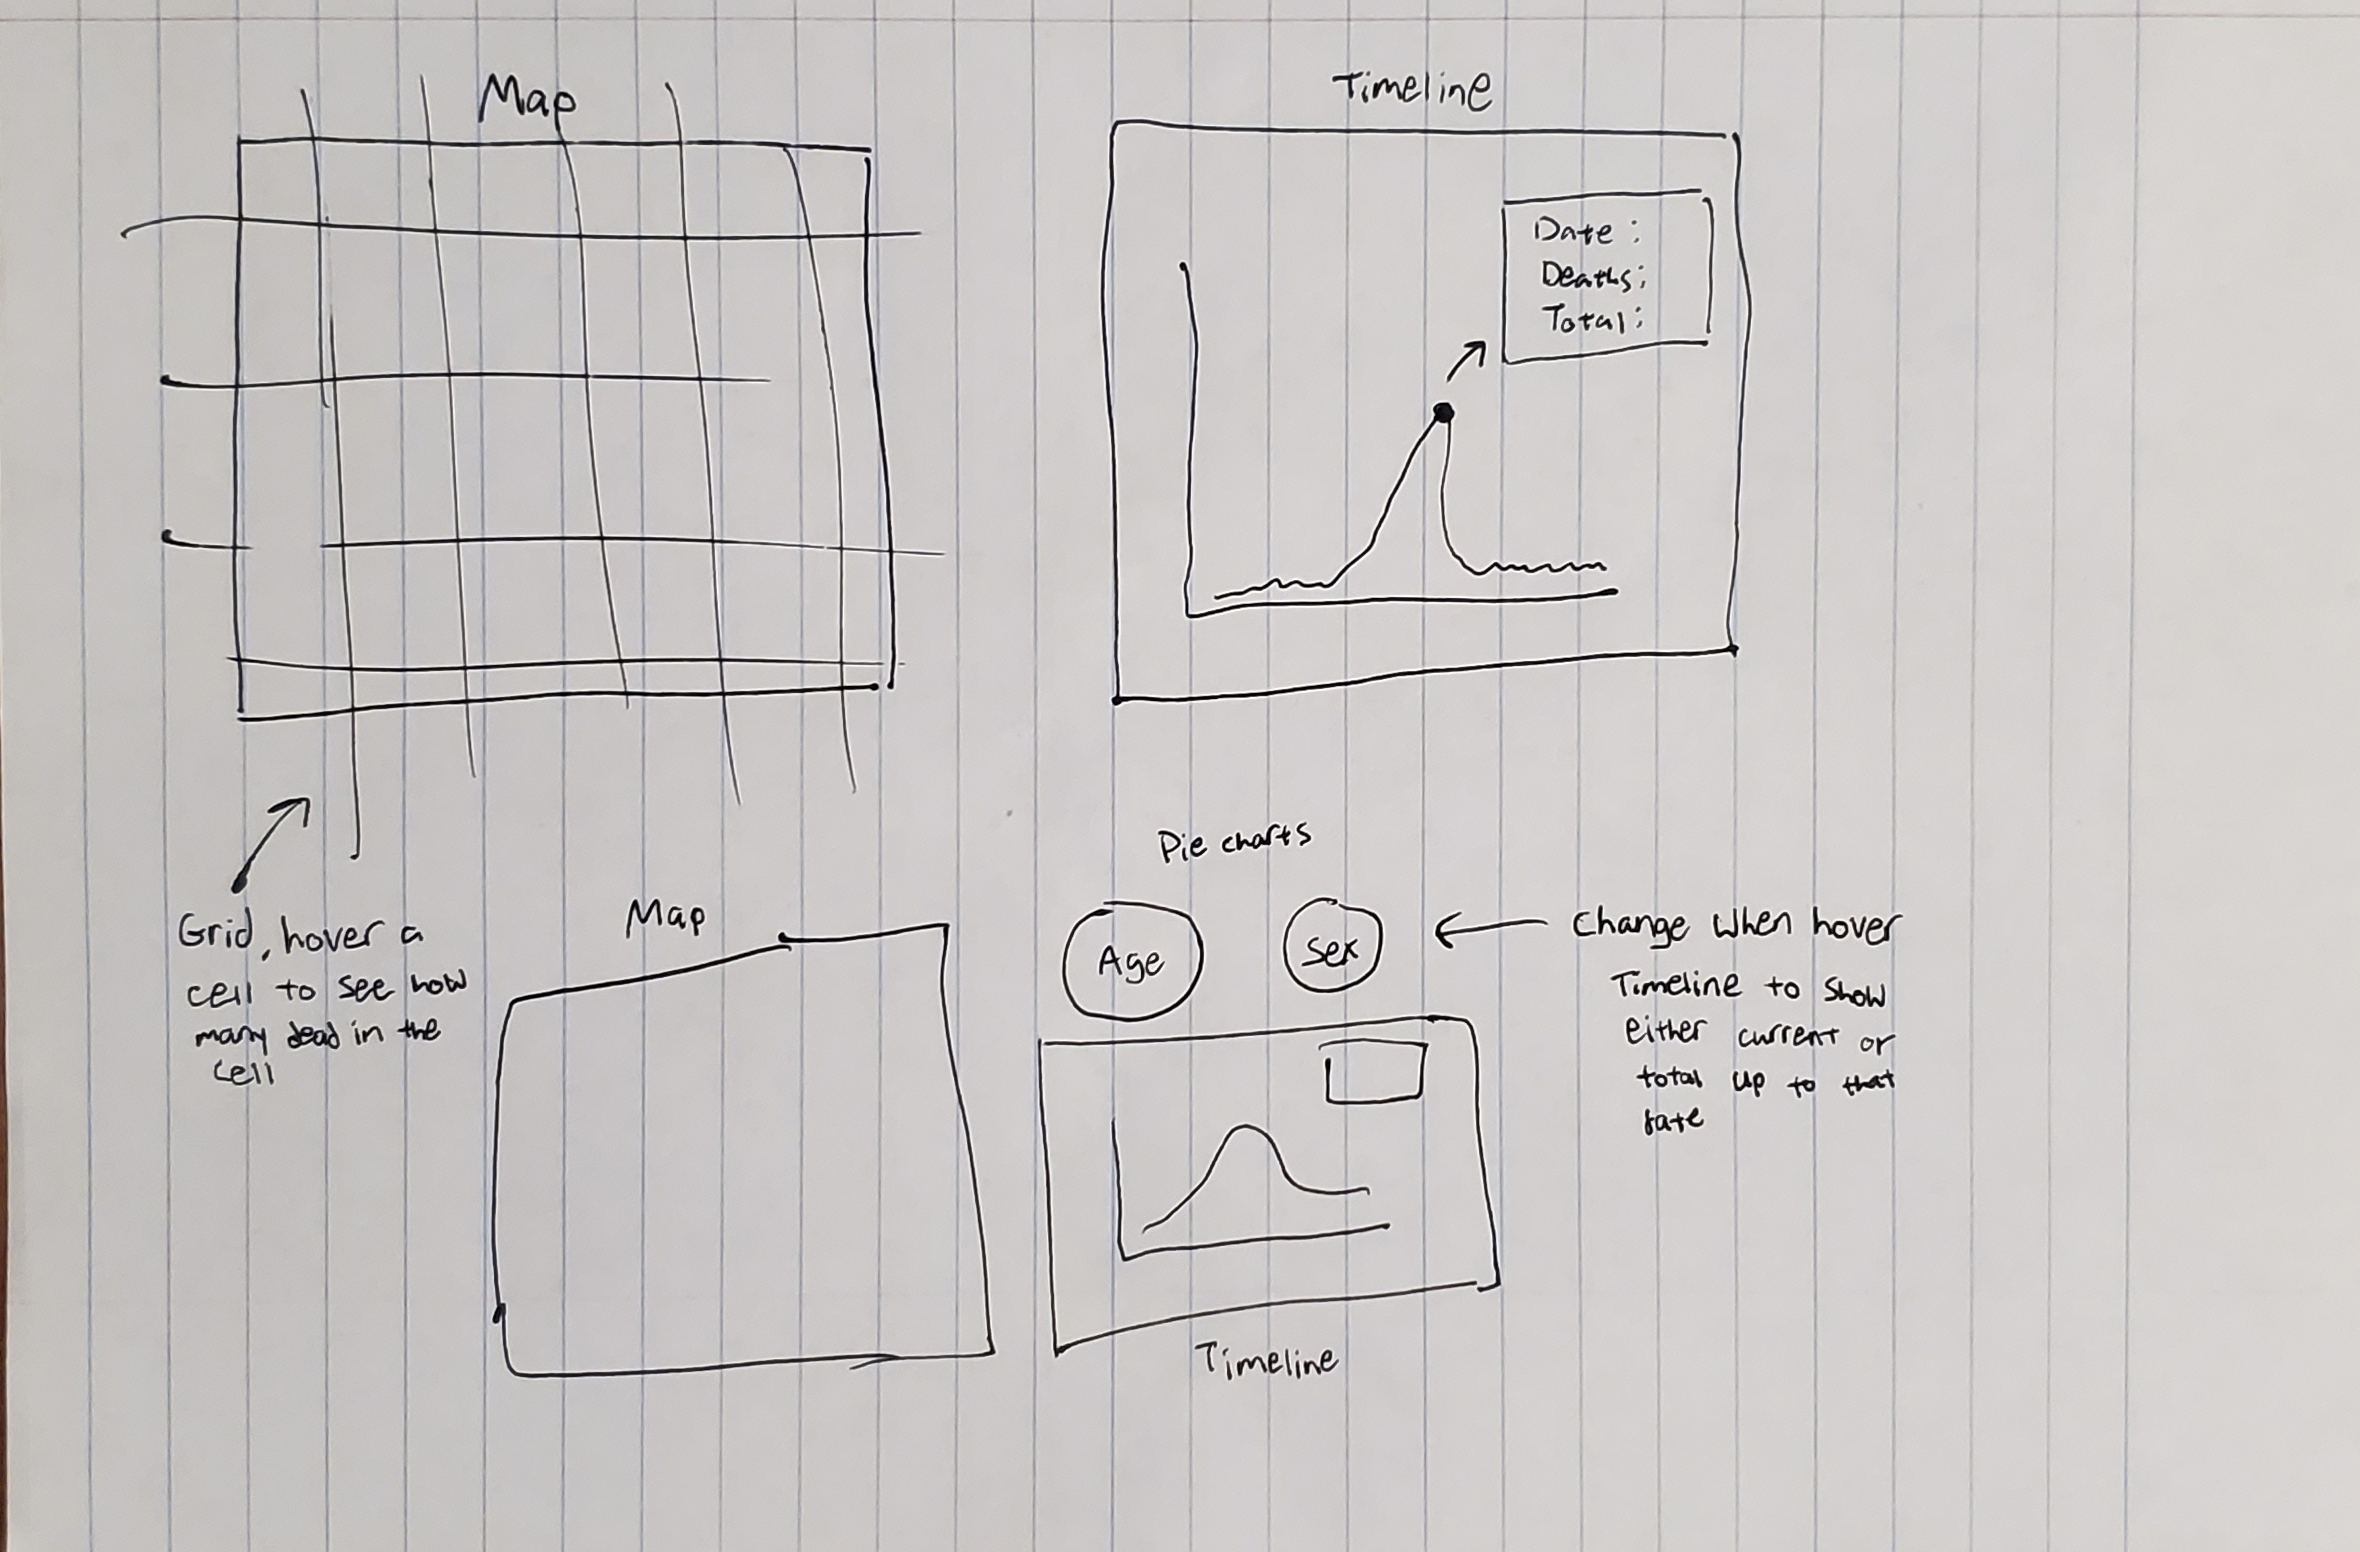 Map
Timeline
Date :
Deaths:
Total:
Grid, hover a
cell to see how
many dead in the
cell
Map
Pie charts
Age
Sex
Change when hover
Timeline to show
either current or
total up to that
date
Timeline